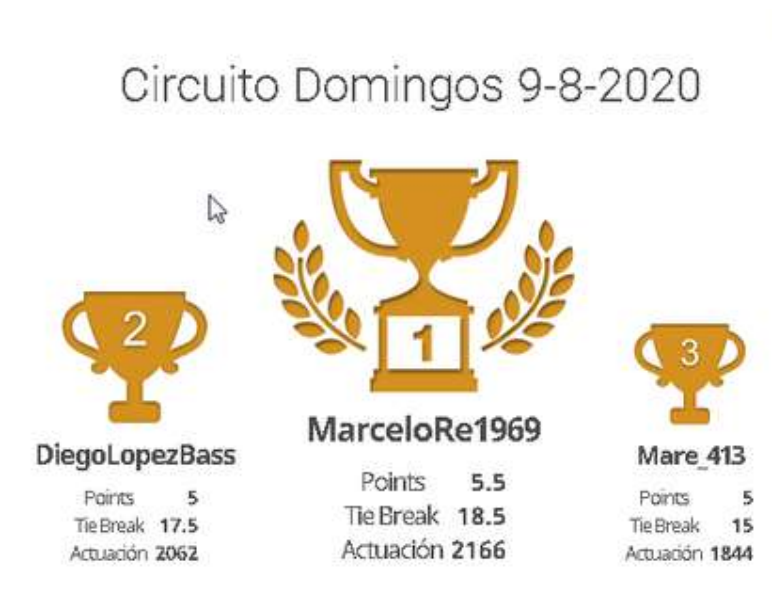 Circuito Domingos 9-8-2020
2
1
3
DiegoLopezBass
Points 5
Tie Break 17.5
Actuación 2062
MarceloRe1969
Points 5.5
Tie Break 18.5
Actuación 2166
Mare_413
Points 5
Tie Break 15
Actuación 1844